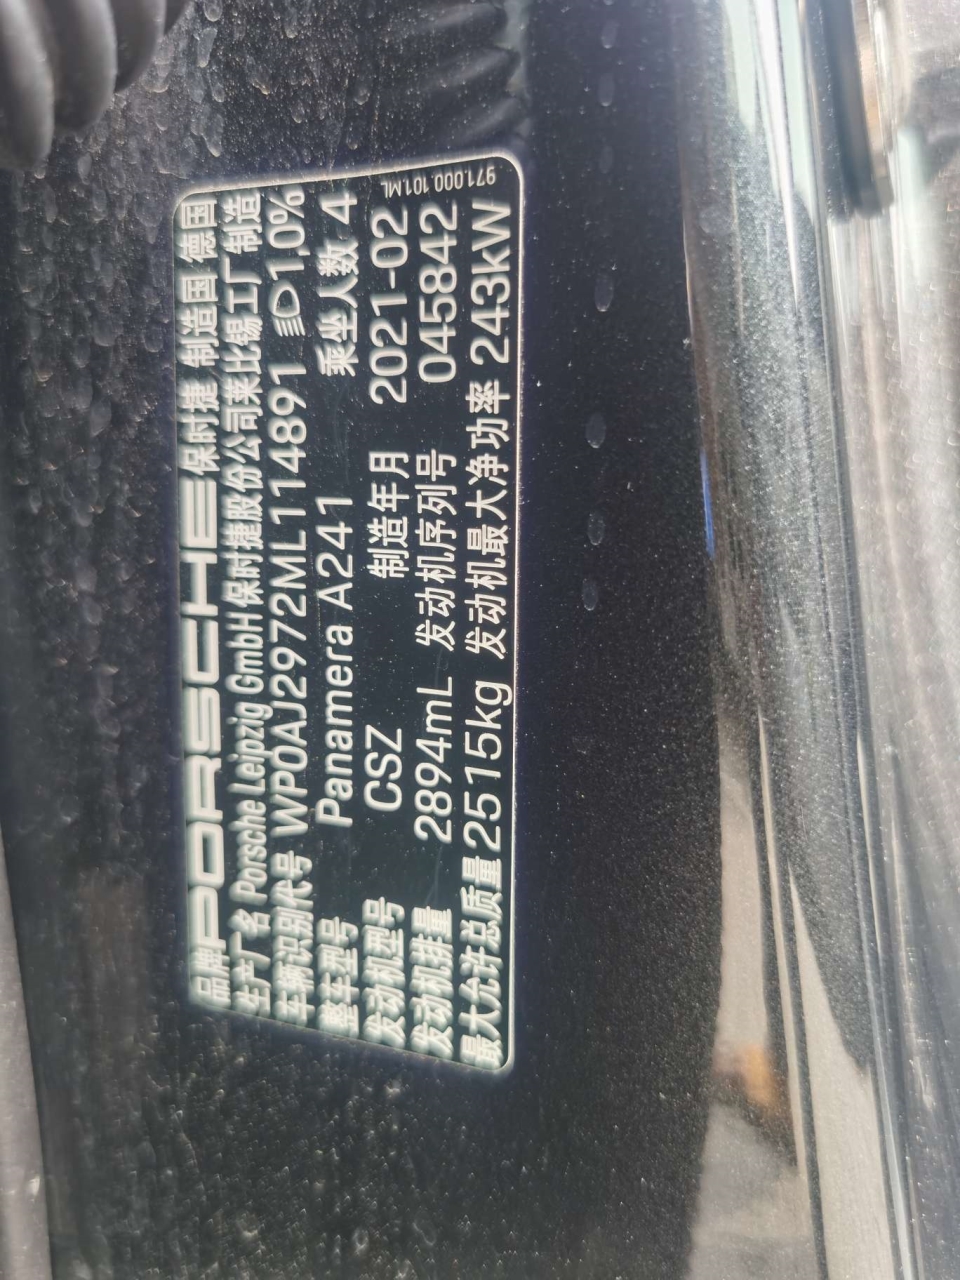 品牌 PORSCHE 保时捷 制造国 德国
生产厂名 Porsche Leipzig GmbH 保时捷股份公司莱比锡工厂制造
车辆识别代号 WP0AJ2972ML114891 1,0%
整车型号 Panamera A241 乘坐人数 4
发动机型号 CSZ 制造年月 2021-02
发动机排量 2894mL 发动机序列号 045842
最大允许总质量 2515kg 发动机最大净功率 243kW
971.000.101.ML